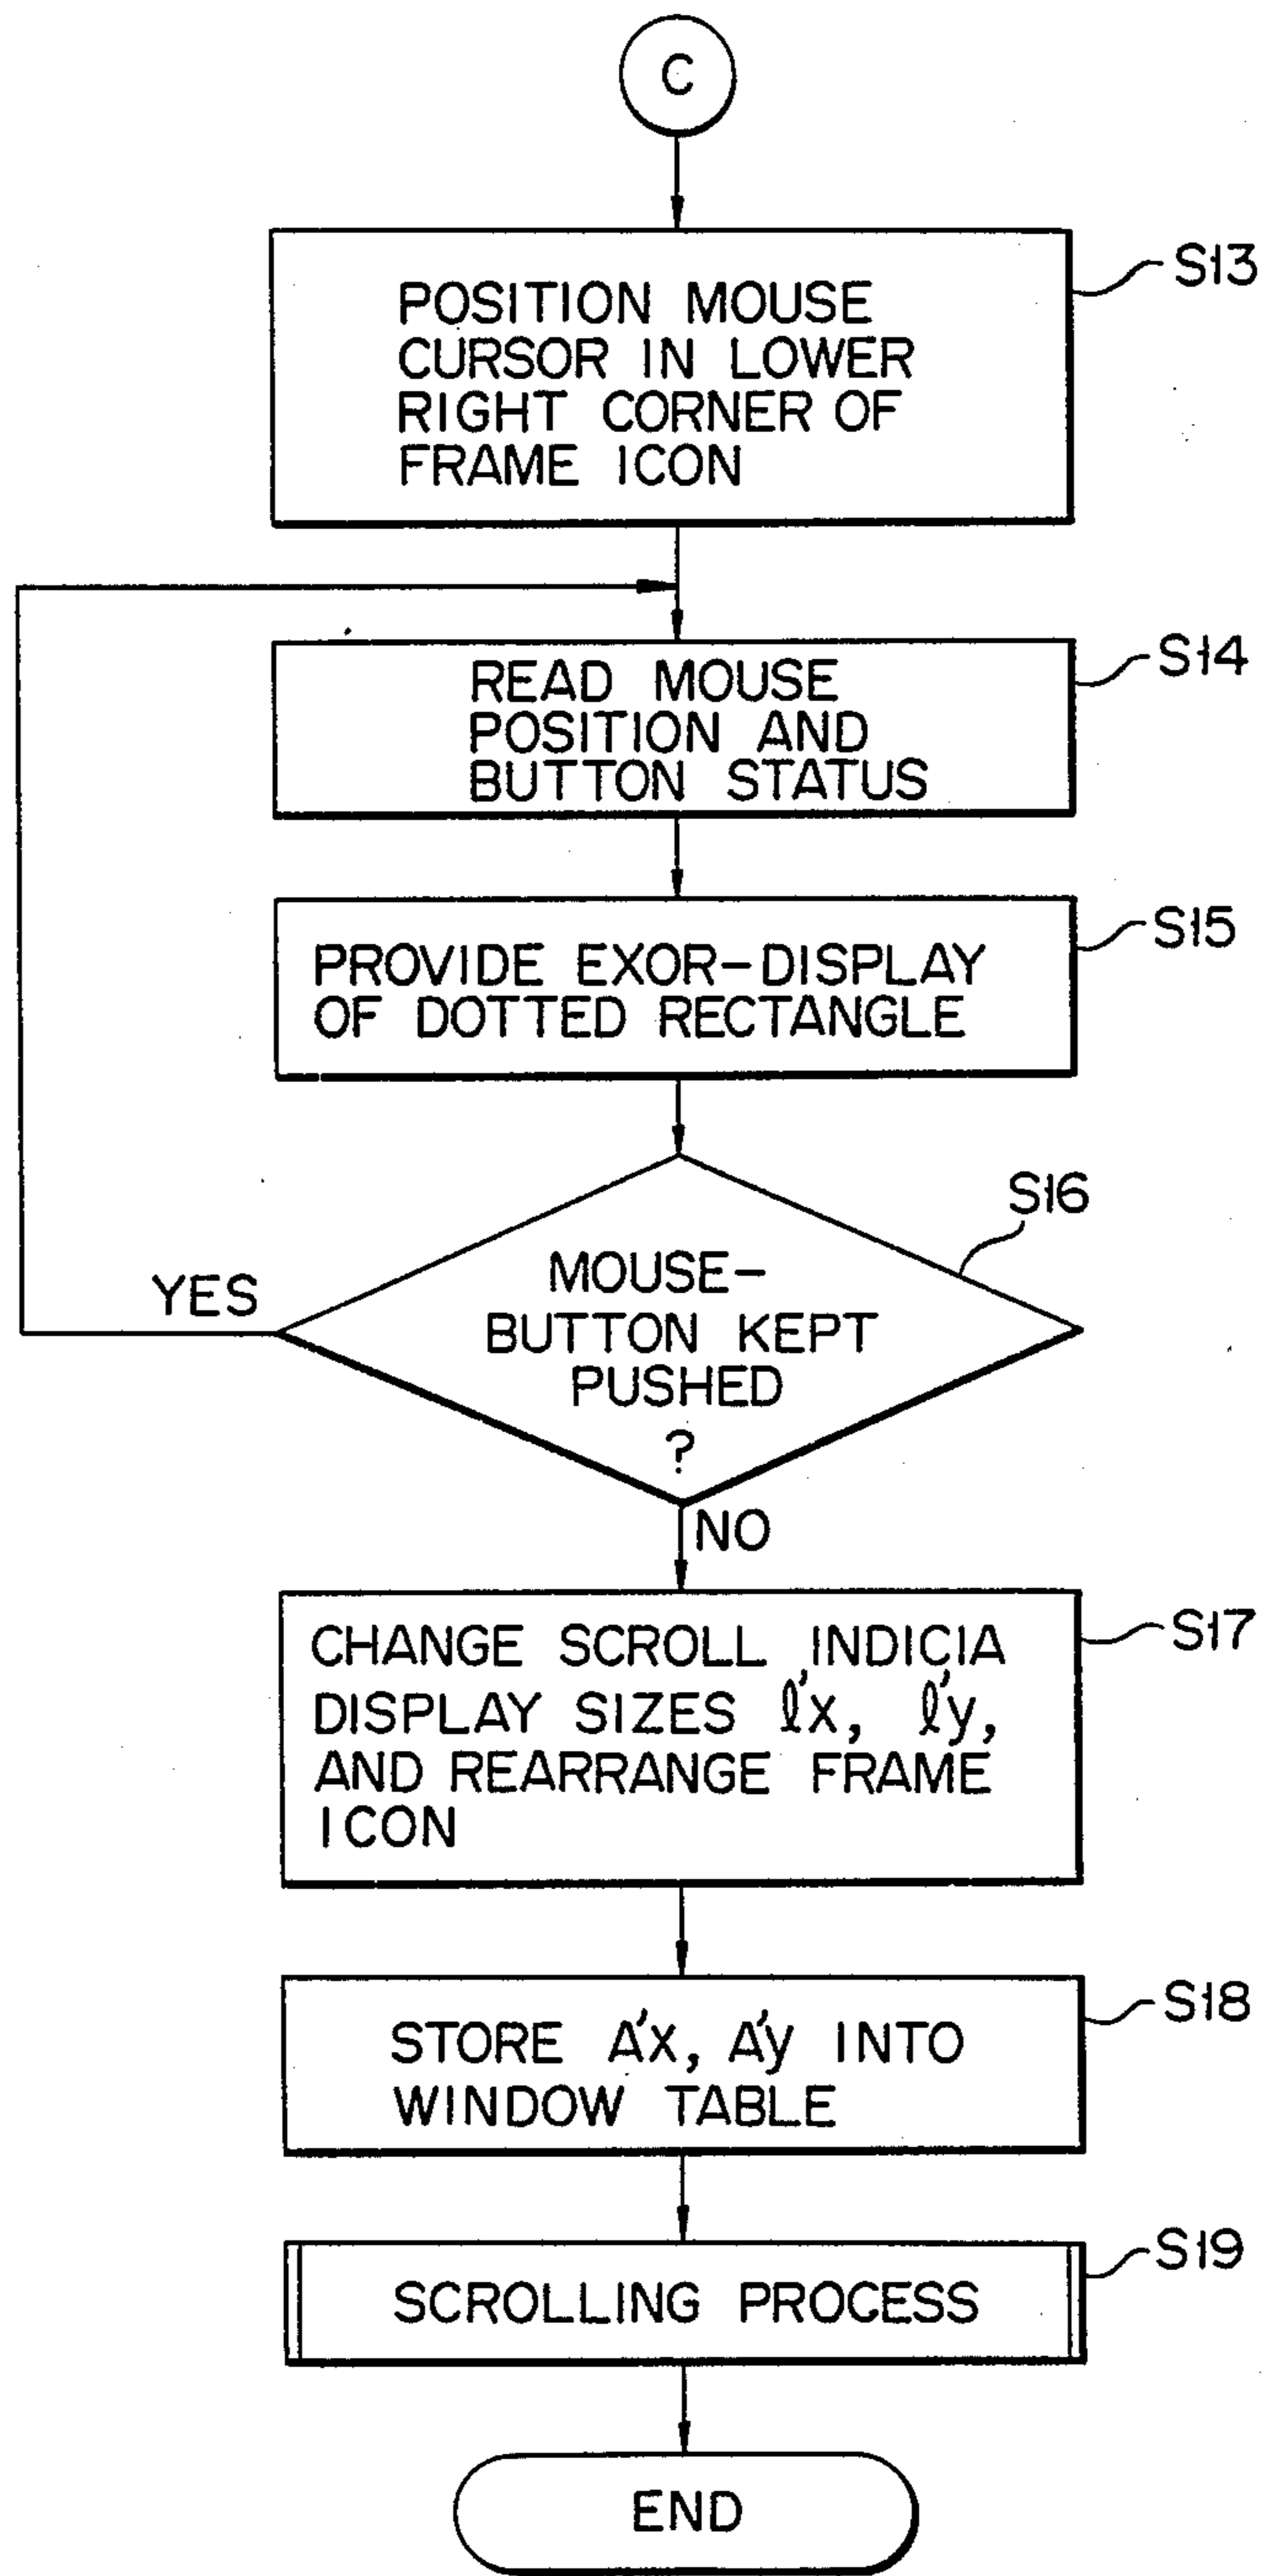 C
S13
POSITION MOUSE
CURSOR IN LOWER
RIGHT CORNER OF
FRAME ICON
S14
READ MOUSE
POSITION AND
BUTTON STATUS
S15
PROVIDE EXOR-DISPLAY
OF DOTTED RECTANGLE
S16
MOUSE-
BUTTON KEPT
PUSHED
?
YES
NO
S17
CHANGE SCROLL INDICIA
DISPLAY SIZES ℓ'x, ℓ'y,
AND REARRANGE FRAME
ICON
S18
STORE A'x, A'y INTO
WINDOW TABLE
S19
SCROLLING PROCESS
END